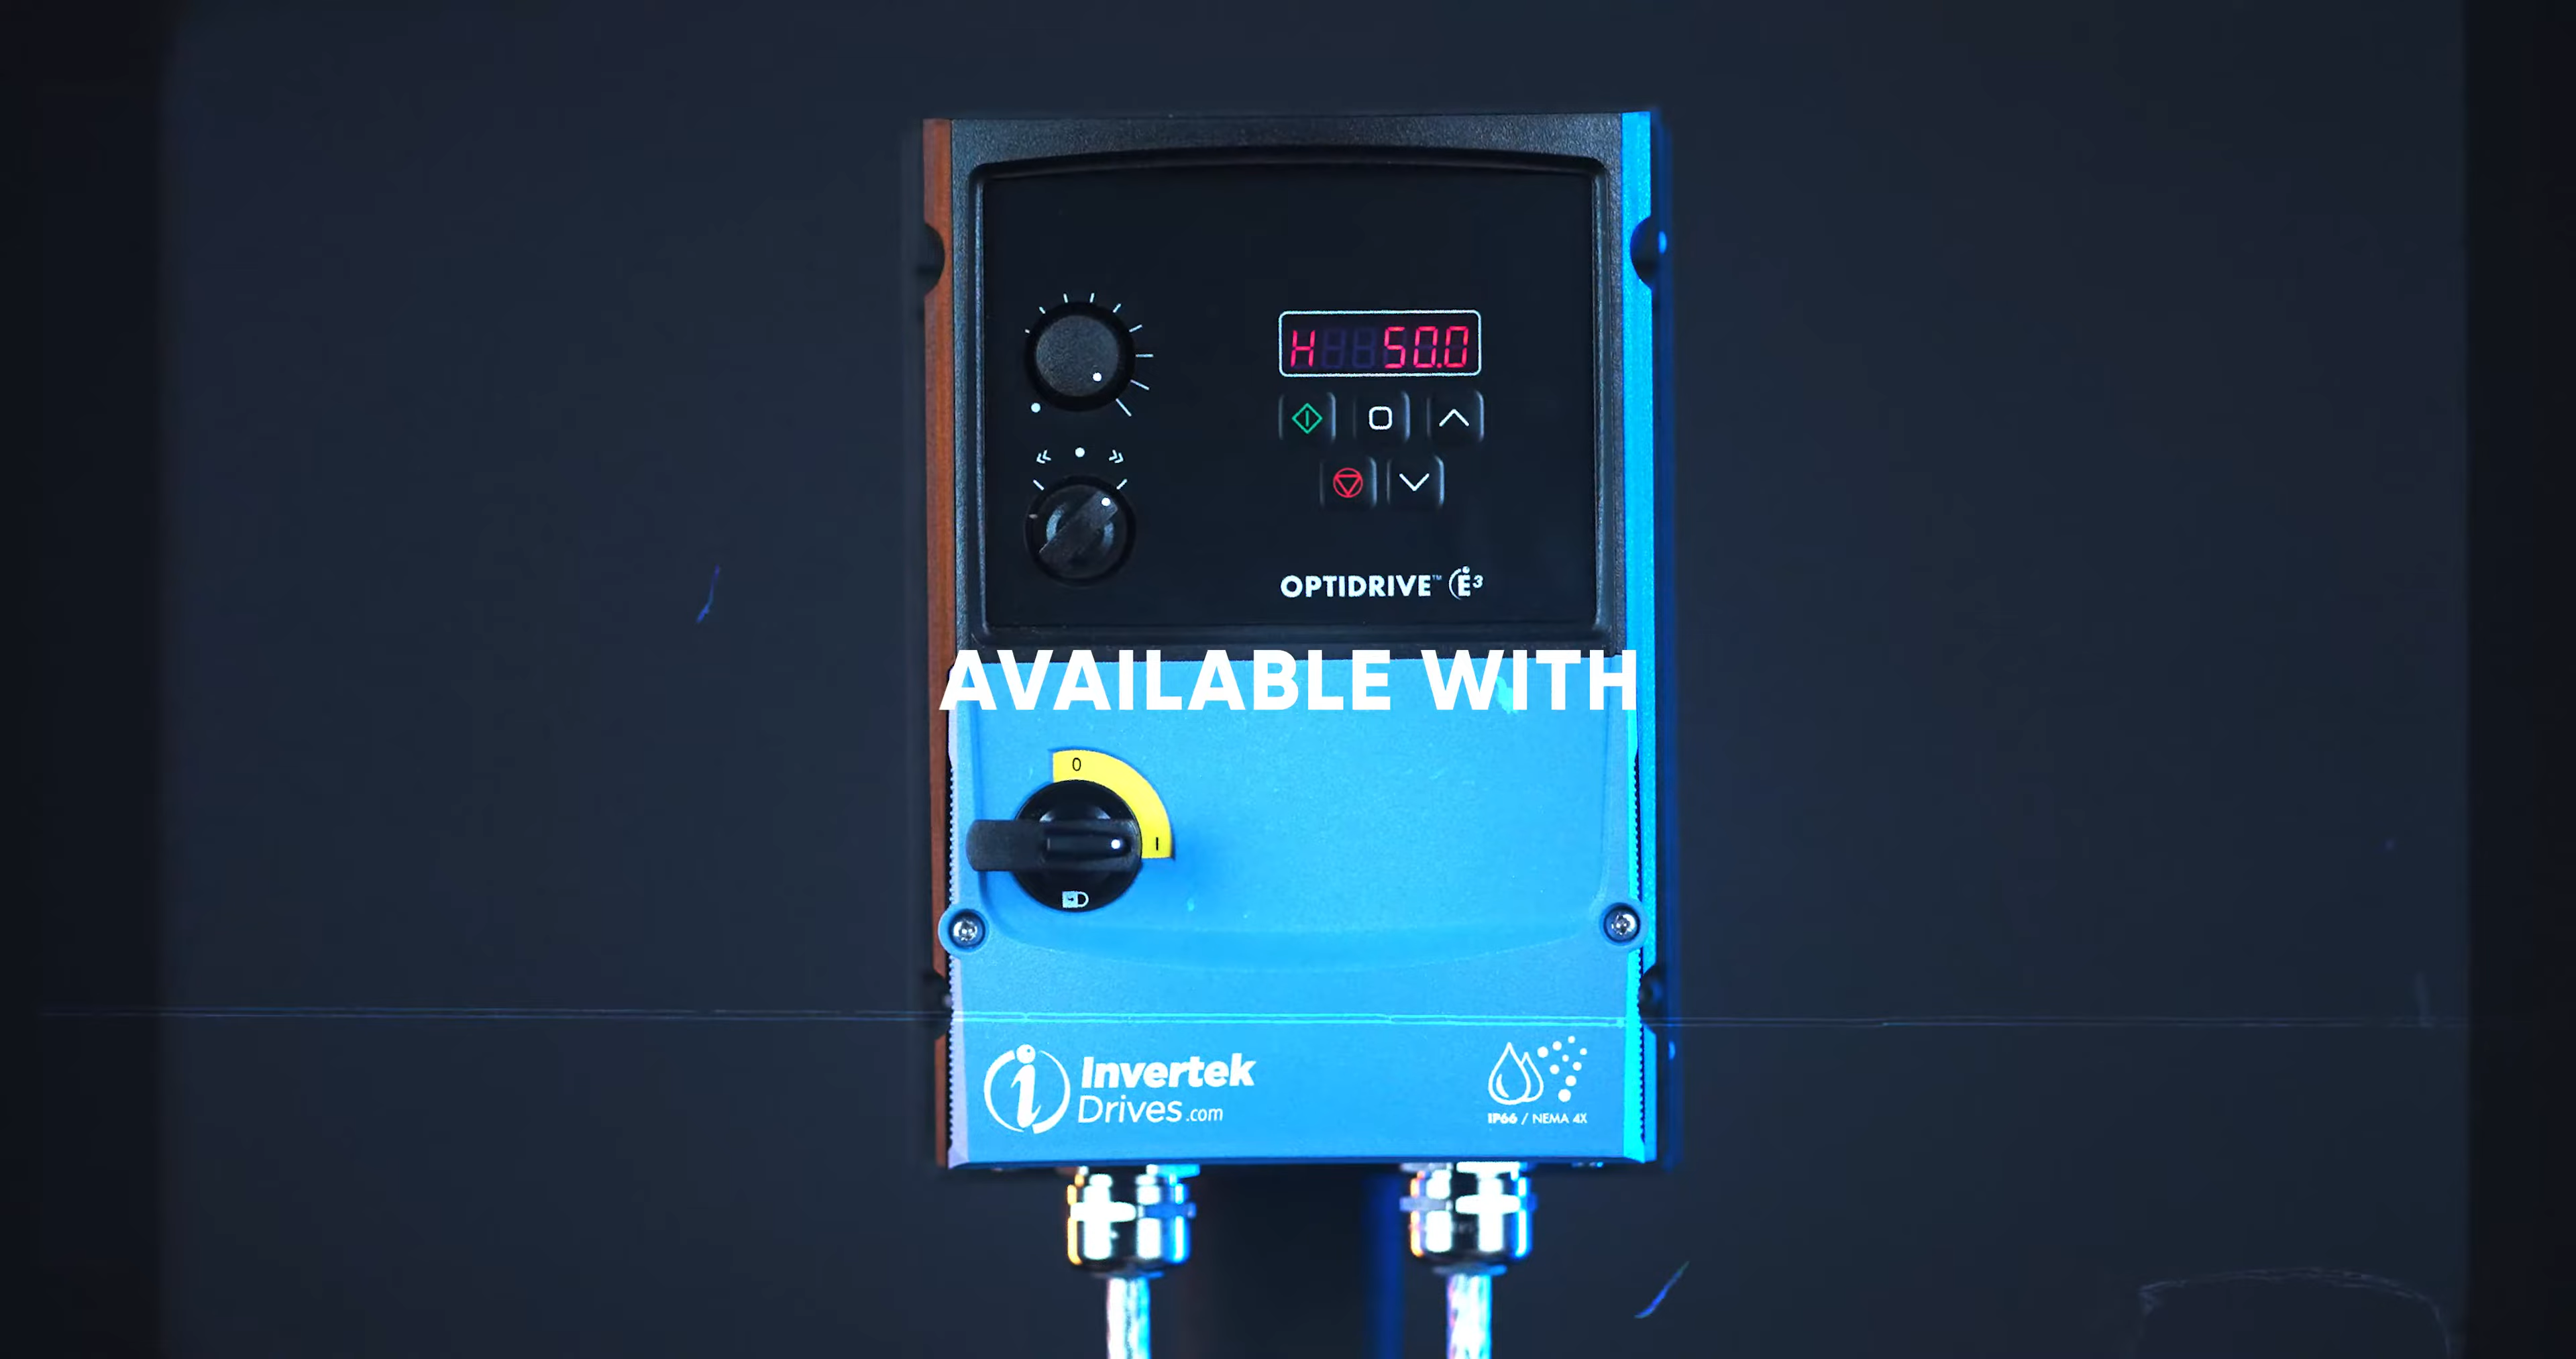 H 50.0
OPTIDRIVE™ E3
AVAILABLE WITH
0
I
Invertek
Drives.com
IP66 / NEMA 4X